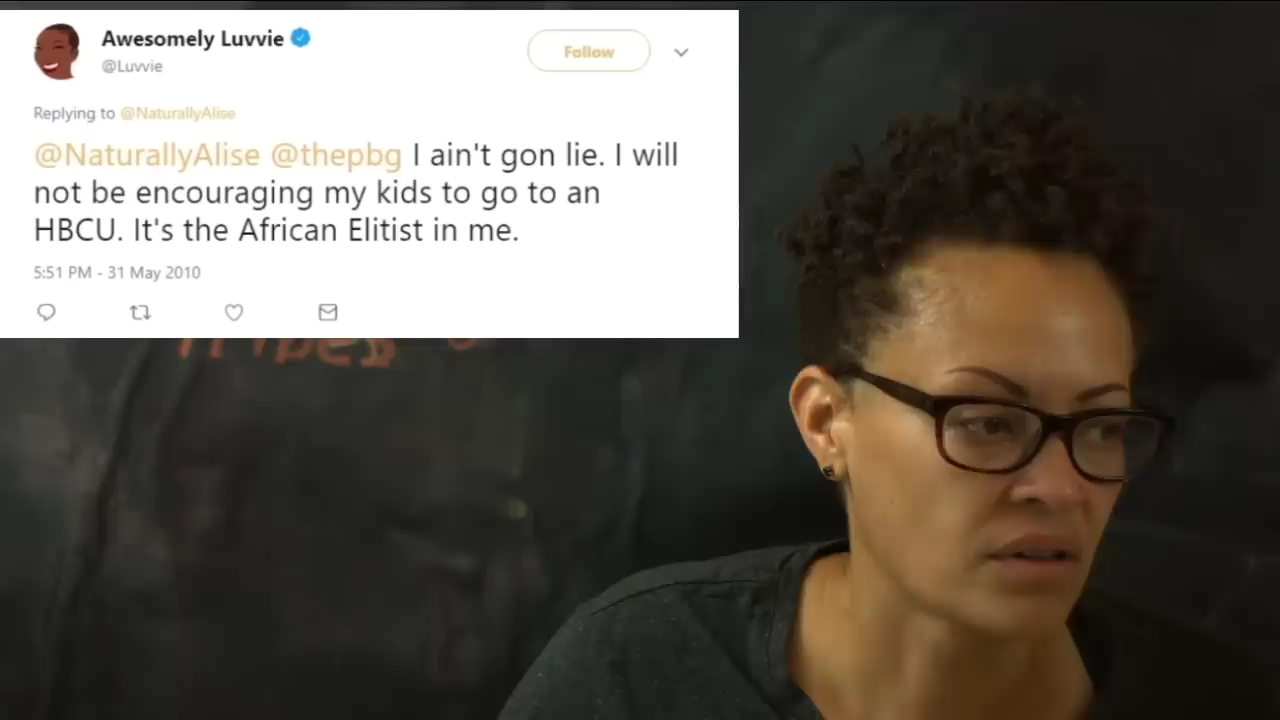 Awesomely Luvvie
@Luvvie
Follow
Replying to @NaturallyAlise
@NaturallyAlise @thepbg I ain't gon lie. I will
not be encouraging my kids to go to an
HBCU. It's the African Elitist in me.
5:51 PM - 31 May 2010